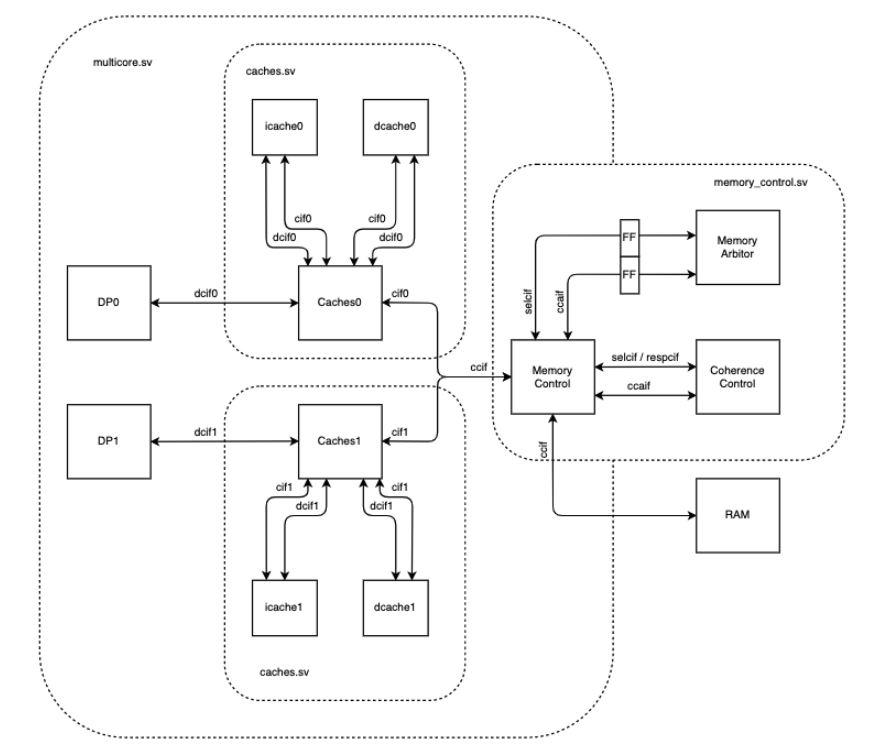 multicore.sv
caches.sv
icache0
dcache0
cif0
cif0
dcif0
dcif0
DP0
dcif0
Caches0
cif0
memory_control.sv
FF
FF
Memory
Arbitor
selcif
ccaif
ccif
Memory
Control
selcif / respcif
ccaif
Coherence
Control
DP1
dcif1
Caches1
cif1
ccif
cif1
cif1
dcif1
dcif1
RAM
icache1
dcache1
caches.sv